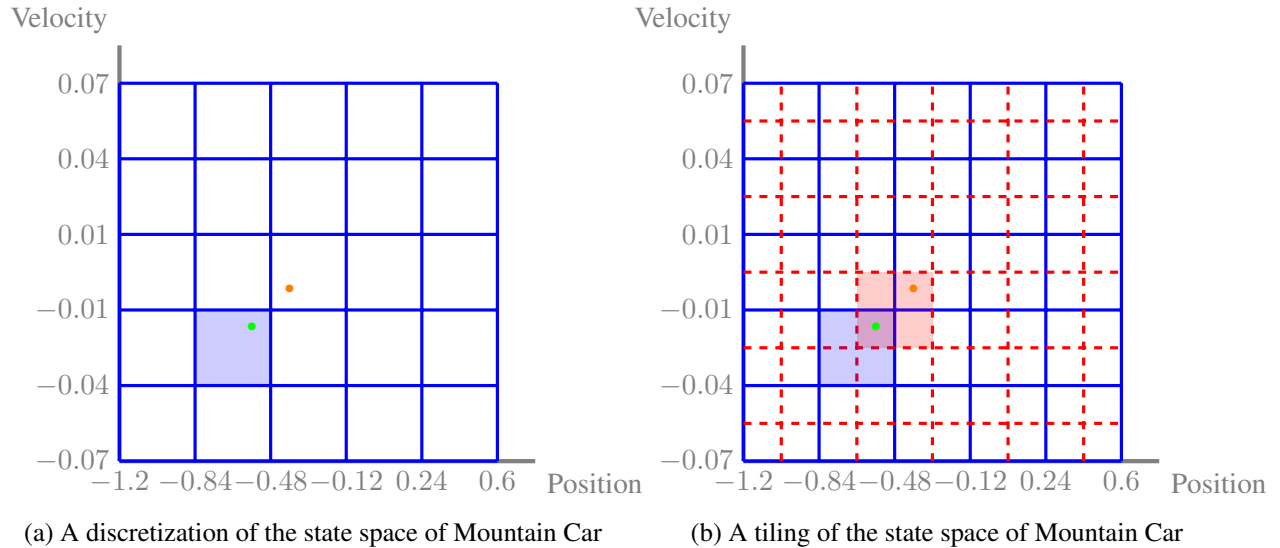 Velocity
0.07
0.04
0.01
−0.01
−0.04
−0.07
−1.2 −0.84 −0.48 −0.12 0.24 0.6
Position
(a) A discretization of the state space of Mountain Car
Velocity
0.07
0.04
0.01
−0.01
−0.04
−0.07
−1.2 −0.84 −0.48 −0.12 0.24 0.6
Position
(b) A tiling of the state space of Mountain Car